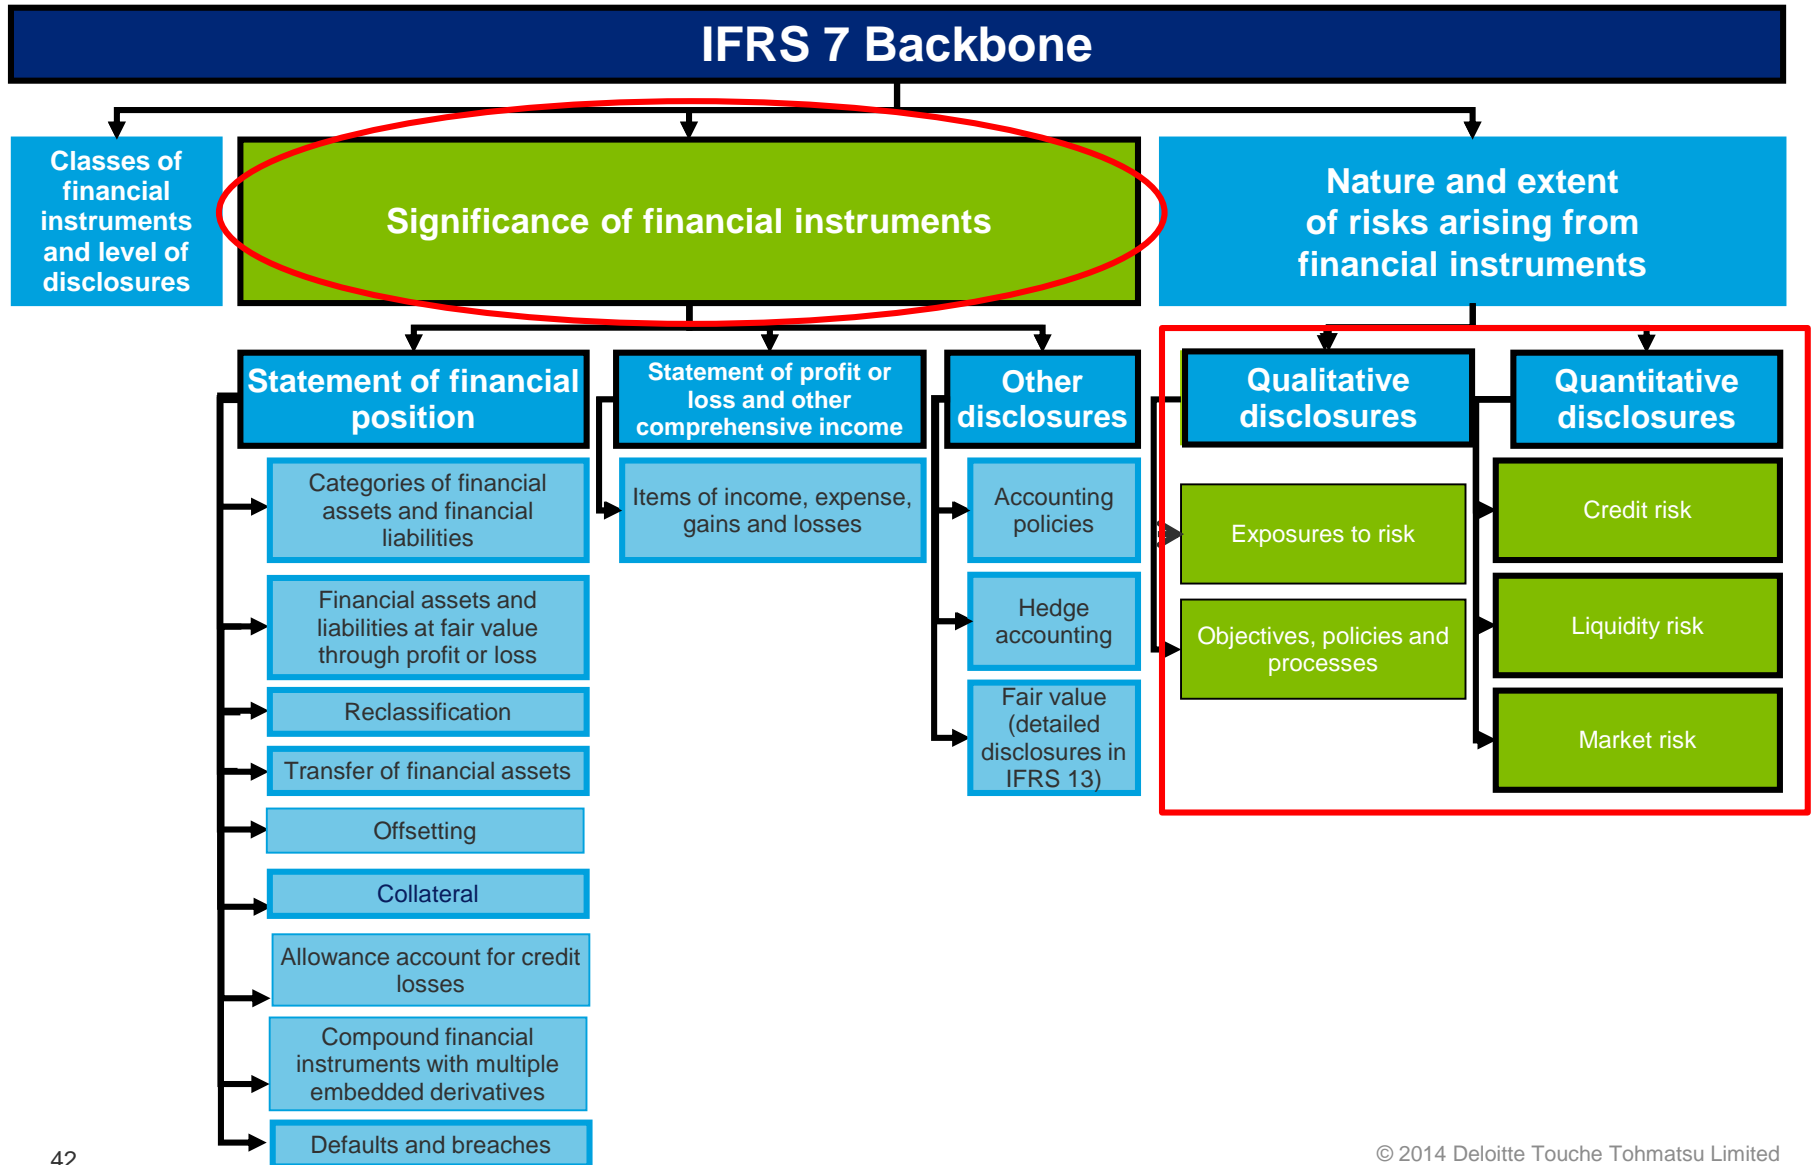 IFRS 7 Backbone
Classes of
financial
instruments
and level of
disclosures
Significance of financial instruments
Nature and extent
of risks arising from
financial instruments
Statement of financial
position
Categories of financial
assets and financial
liabilities
Financial assets and
liabilities at fair value
through profit or loss
Reclassification
Transfer of financial assets
Offsetting
Collateral
Allowance account for credit
losses
Compound financial
instruments with multiple
embedded derivatives
Defaults and breaches
Statement of profit or
loss and other
comprehensive income
Items of income, expense,
gains and losses
Other
disclosures
Accounting
policies
Hedge
accounting
Fair value
(detailed
disclosures in
IFRS 13)
Qualitative
disclosures
Exposures to risk
Objectives, policies and
processes
Quantitative
disclosures
Credit risk
Liquidity risk
Market risk
42
© 2014 Deloitte Touche Tohmatsu Limited